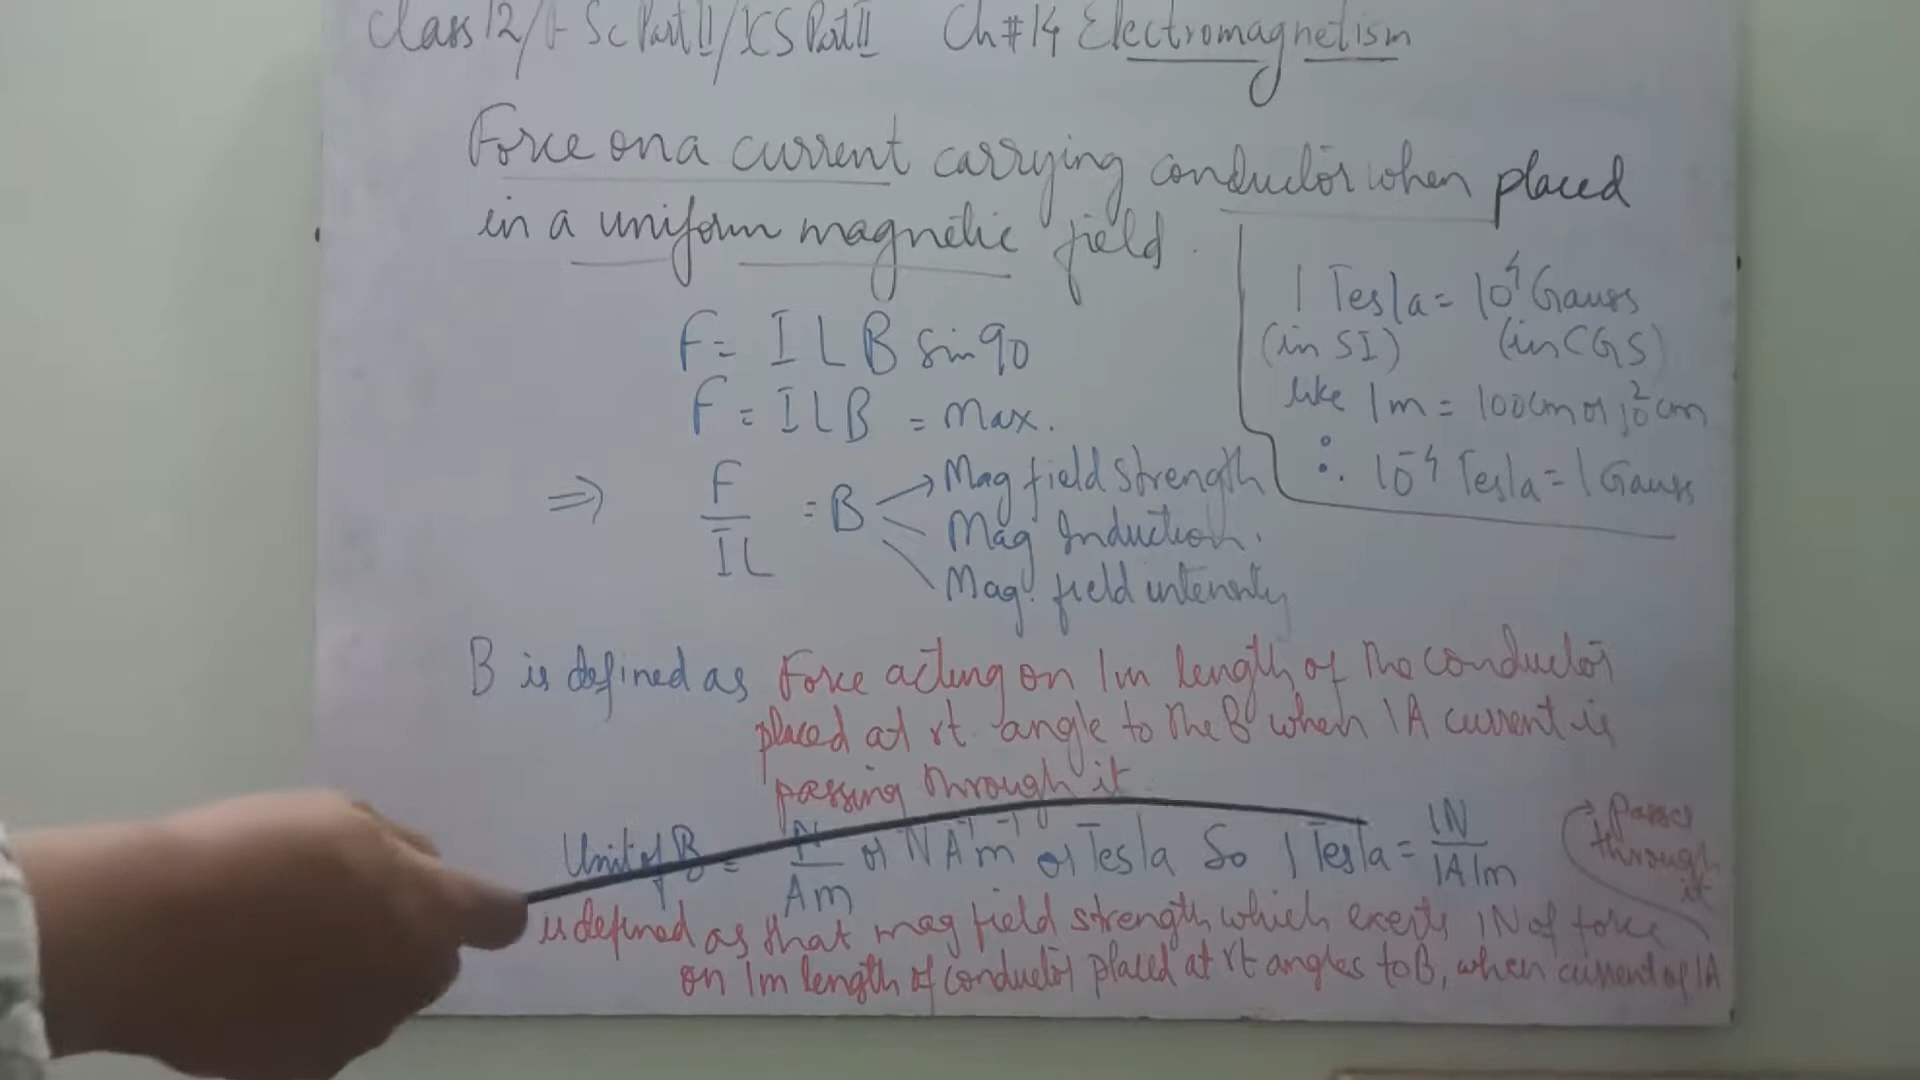 Class 12/F Sc Part II/ICS Part II Ch # 14 Electromagnetism
Force on a current carrying conductor when placed
in a uniform magnetic field.
F = I L B sin 90
F = I L B = max.
⇒ F/IL = B → Mag field strength
Mag Induction.
Mag. field intensity
1 Tesla = 10⁴ Gauss
(in SI) (in CGS)
like 1m = 100cm or 10² cm
∴ 10⁻⁴ Tesla = 1 Gauss
B is defined as Force acting on 1m length of the conductor
placed at rt. angle to the B when 1A current is
passing through it
Unit of B = N/Am or N A⁻¹ m⁻¹ or Tesla So 1 Tesla = 1N/1A1m
is defined as that mag field strength which exerts 1N of force
on 1m length of conductor placed at rt angles to B, when current of 1A
passes
through
it